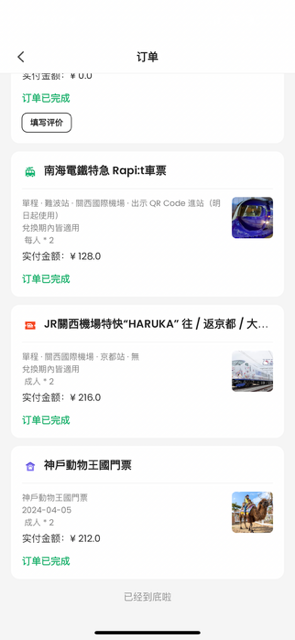 订单
实付金额：¥ 0.0
订单已完成
填写评价
南海電鐵特急 Rapi:t車票
單程 · 難波站 - 關西國際機場 · 出示 QR Code 進站（明
日起使用）
兌換期內皆適用
每人 * 2
实付金额：¥ 128.0
订单已完成
JR關西機場特快“HARUKA” 往 / 返京都 / 大...
單程 · 關西國際機場 - 京都站 · 無
兌換期內皆適用
成人 * 2
实付金额：¥ 216.0
订单已完成
神戶動物王國門票
神戶動物王國門票
2024-04-05
成人 * 2
实付金额：¥ 212.0
订单已完成
已经到底啦